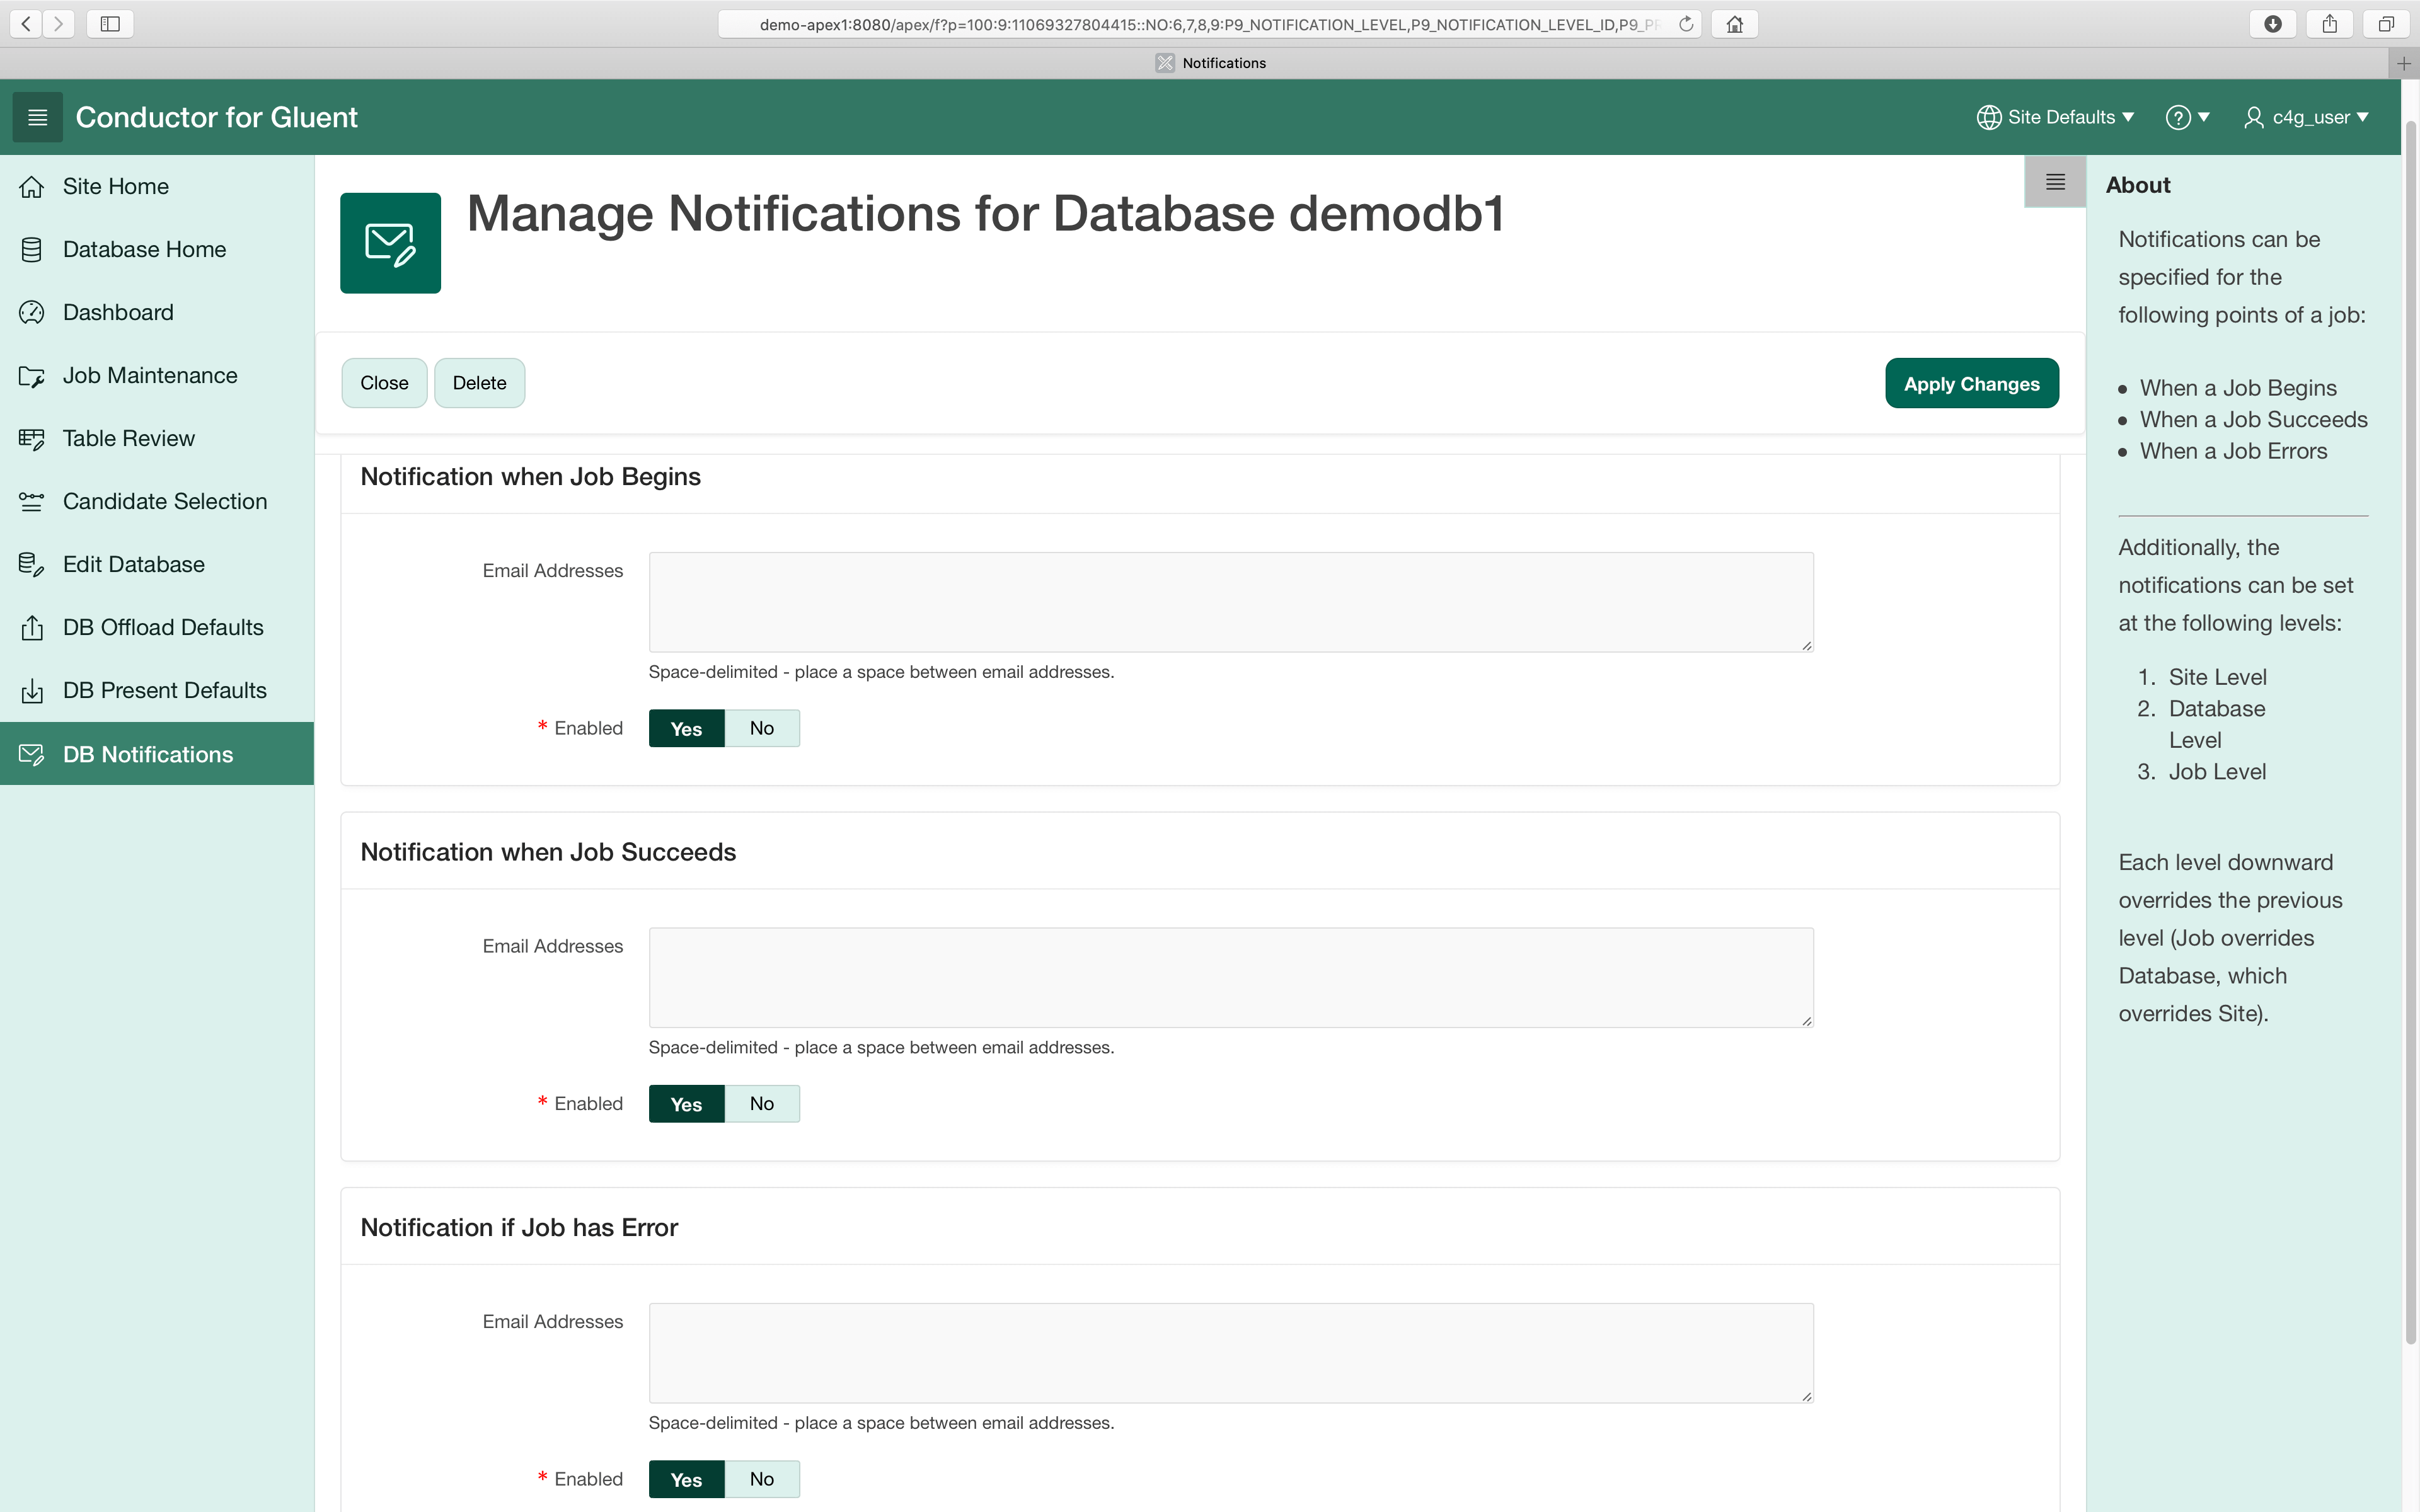 demo-apex1:8080/apex/f?p=100:9:11069327804415::NO:6,7,8,9:P9_NOTIFICATION_LEVEL,P9_NOTIFICATION_LEVEL_ID,P9_PR
Notifications
Conductor for Gluent
Site Defaults
?
c4g_user
Site Home
Database Home
Dashboard
Job Maintenance
Table Review
Candidate Selection
Edit Database
DB Offload Defaults
DB Present Defaults
DB Notifications
Manage Notifications for Database demodb1
Close
Delete
Apply Changes
Notification when Job Begins
Email Addresses
Space-delimited - place a space between email addresses.
* Enabled
Yes
No
Notification when Job Succeeds
Email Addresses
Space-delimited - place a space between email addresses.
* Enabled
Yes
No
Notification if Job has Error
Email Addresses
Space-delimited - place a space between email addresses.
* Enabled
Yes
No
About
Notifications can be
specified for the
following points of a job:
• When a Job Begins
• When a Job Succeeds
• When a Job Errors
Additionally, the
notifications can be set
at the following levels:
1. Site Level
2. Database
Level
3. Job Level
Each level downward
overrides the previous
level (Job overrides
Database, which
overrides Site).